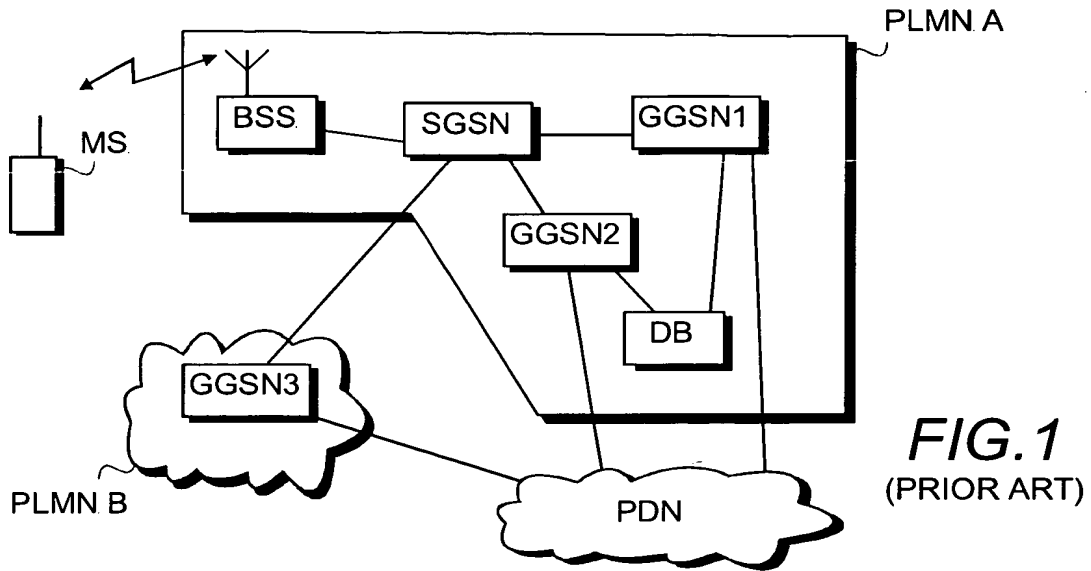 PLMN A
BSS
SGSN
GGSN1
MS
GGSN2
DB
GGSN3
PLMN B
PDN
FIG.1
(PRIOR ART)